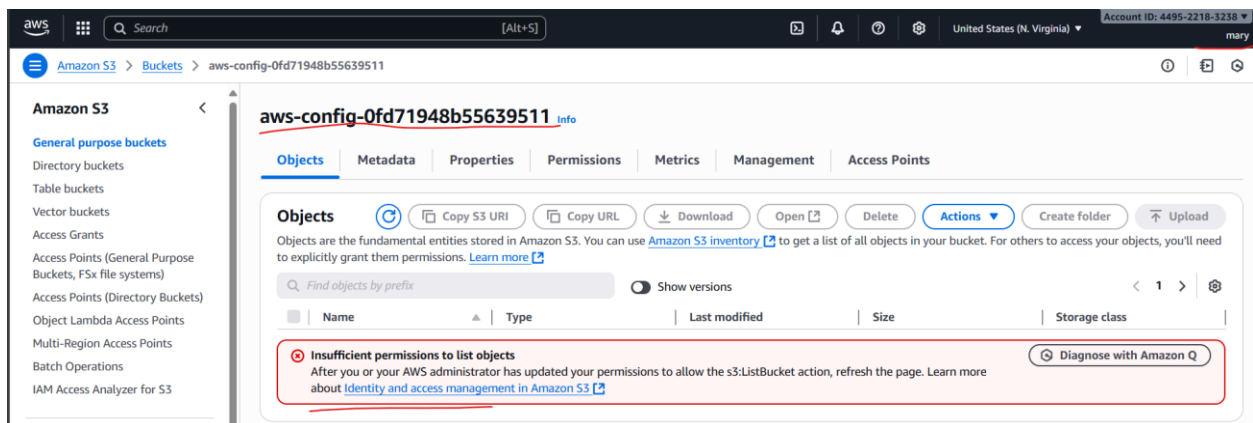 aws
Search
[Alt+S]
United States (N. Virginia) ▼
Account ID: 4495-2218-3238 ▼
mary
Amazon S3 > Buckets > aws-config-0fd71948b55639511
Amazon S3
General purpose buckets
Directory buckets
Table buckets
Vector buckets
Access Grants
Access Points (General Purpose
Buckets, FSx file systems)
Access Points (Directory Buckets)
Object Lambda Access Points
Multi-Region Access Points
Batch Operations
IAM Access Analyzer for S3
aws-config-0fd71948b55639511 Info
Objects Metadata Properties Permissions Metrics Management Access Points
Objects
Copy S3 URI Copy URL Download Open Delete Actions ▼ Create folder Upload
Objects are the fundamental entities stored in Amazon S3. You can use Amazon S3 inventory to get a list of all objects in your bucket. For others to access your objects, you'll need
to explicitly grant them permissions. Learn more
Find objects by prefix
Show versions
< 1 >
Name Type Last modified Size Storage class
Insufficient permissions to list objects
After you or your AWS administrator has updated your permissions to allow the s3:ListBucket action, refresh the page. Learn more
about Identity and access management in Amazon S3
Diagnose with Amazon Q